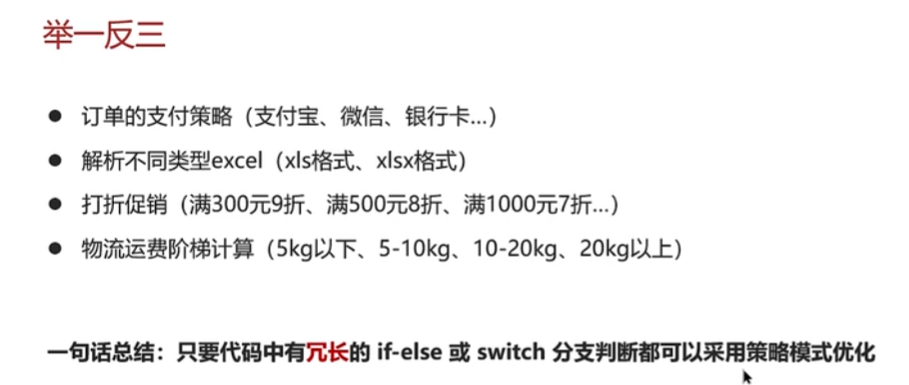 举一反三
● 订单的支付策略（支付宝、微信、银行卡...）
● 解析不同类型excel（xls格式、xlsx格式）
● 打折促销（满300元9折、满500元8折、满1000元7折...）
● 物流运费阶梯计算（5kg以下、5-10kg、10-20kg、20kg以上）
一句话总结：只要代码中有冗长的 if-else 或 switch 分支判断都可以采用策略模式优化